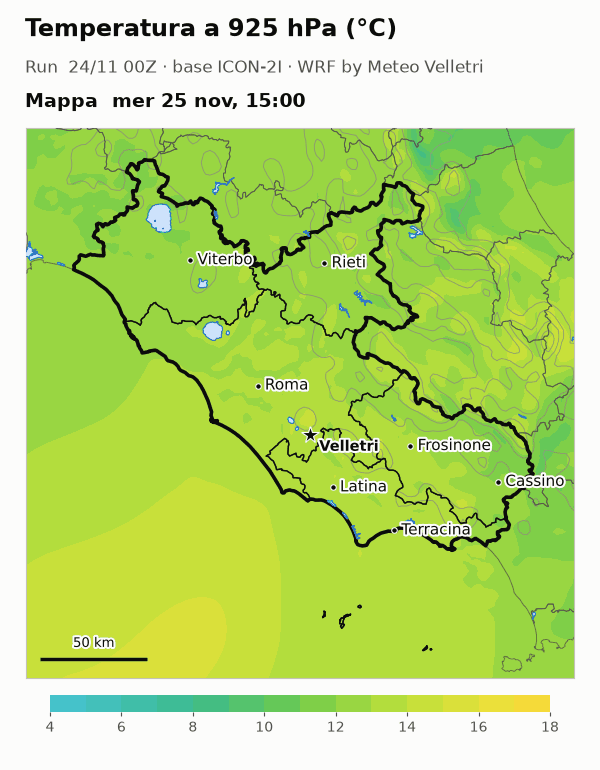 Temperatura a 925 hPa (°C)
Run  24/11 00Z · base ICON-2I · WRF by Meteo Velletri
Mappa  mer 25 nov, 15:00
Viterbo
Rieti
Roma
Velletri
Frosinone
Cassino
Latina
Terracina
50 km
4 6 8 10 12 14 16 18